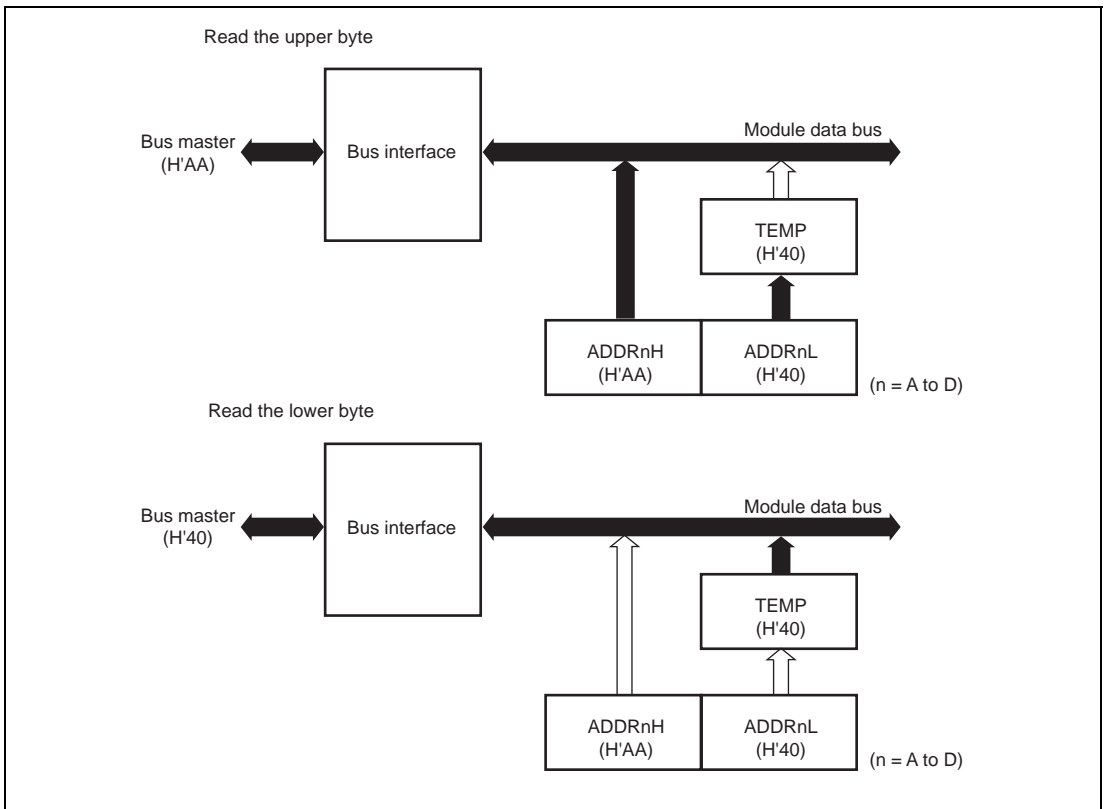 Read the upper byte
Bus master
(H'AA)
Bus interface
Module data bus
TEMP
(H'40)
ADDRnH
(H'AA)
ADDRnL
(H'40)
(n = A to D)
Read the lower byte
Bus master
(H'40)
Bus interface
Module data bus
TEMP
(H'40)
ADDRnH
(H'AA)
ADDRnL
(H'40)
(n = A to D)